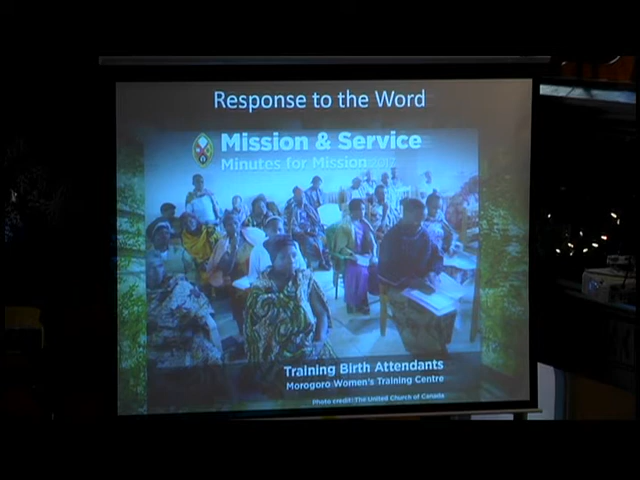 Response to the Word
Mission & Service
Minutes for Mission 2017
Training Birth Attendants
Morogoro Women's Training Centre
Photo credit: The United Church of Canada